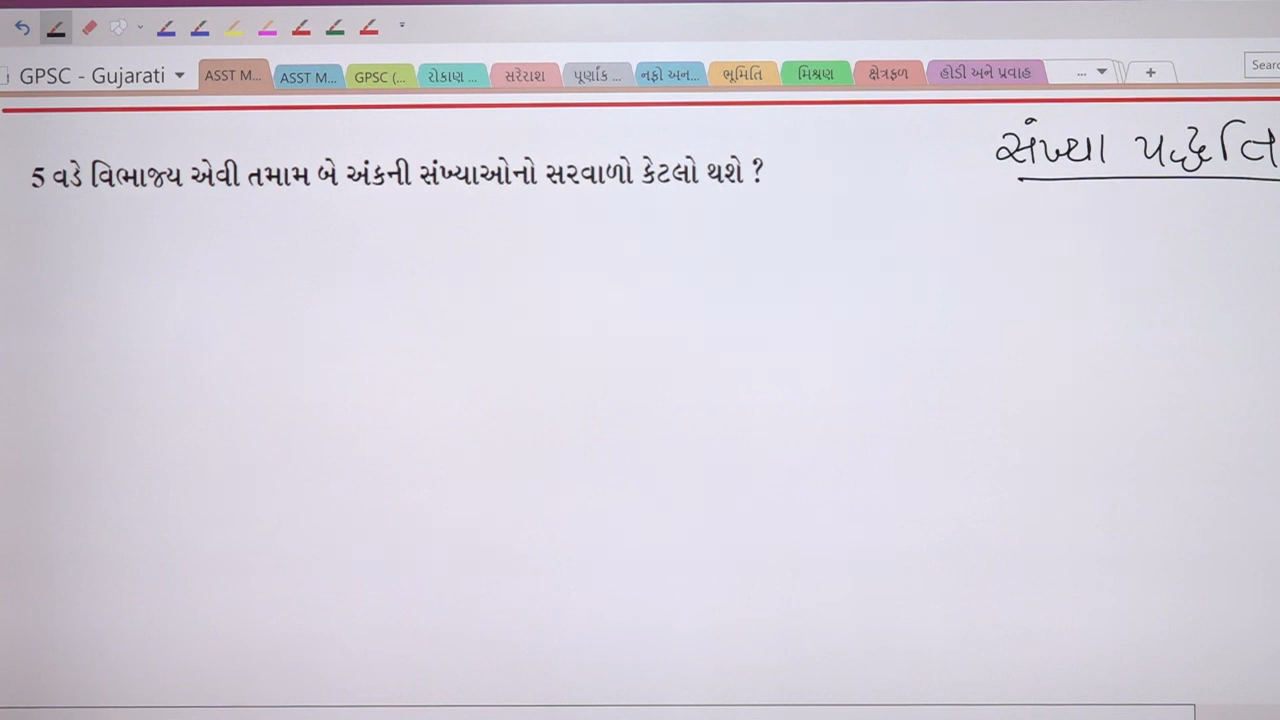 GPSC - Gujarati ASST M... ASST M... GPSC (... રોકાણ ... સરેરાશ પૂર્ણાંક ... નફો અન... ભૂમિતિ મિશ્રણ ક્ષેત્રફળ હોડી અને પ્રવાહ ... + Searc
સંખ્યા પદ્ધતિ
5 વડે વિભાજ્ય એવી તમામ બે અંકની સંખ્યાઓનો સરવાળો કેટલો થશે ?